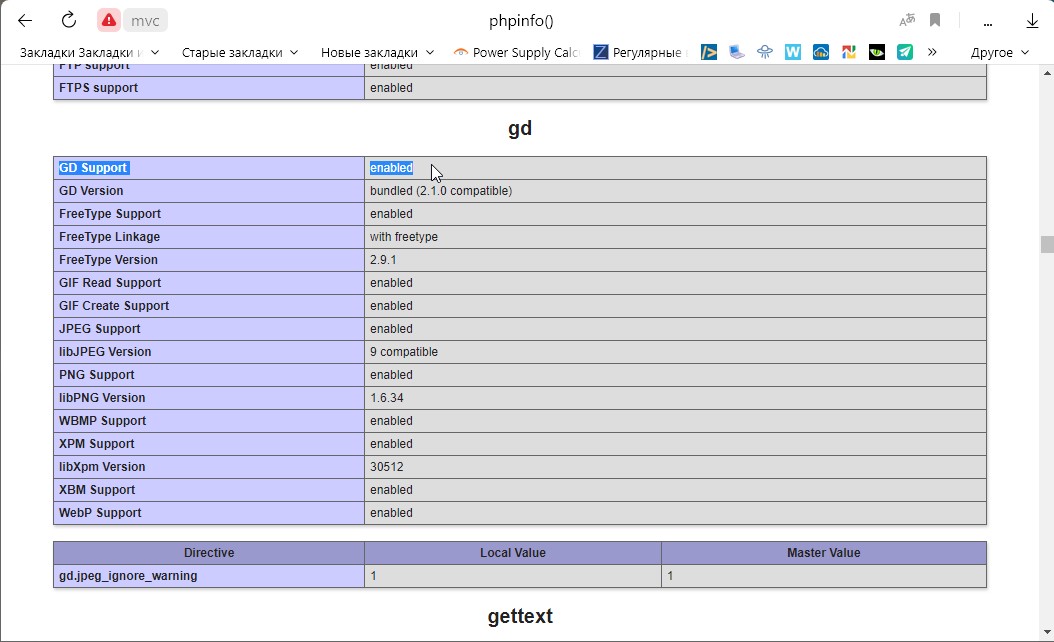 mvc
phpinfo()
Закладки Закладки и
Старые закладки
Новые закладки
Power Supply Calc
Регулярные
Другое
FTP support enabled
FTPS support enabled
gd
GD Support enabled
GD Version bundled (2.1.0 compatible)
FreeType Support enabled
FreeType Linkage with freetype
FreeType Version 2.9.1
GIF Read Support enabled
GIF Create Support enabled
JPEG Support enabled
libJPEG Version 9 compatible
PNG Support enabled
libPNG Version 1.6.34
WBMP Support enabled
XPM Support enabled
libXpm Version 30512
XBM Support enabled
WebP Support enabled
Directive Local Value Master Value
gd.jpeg_ignore_warning 1 1
gettext